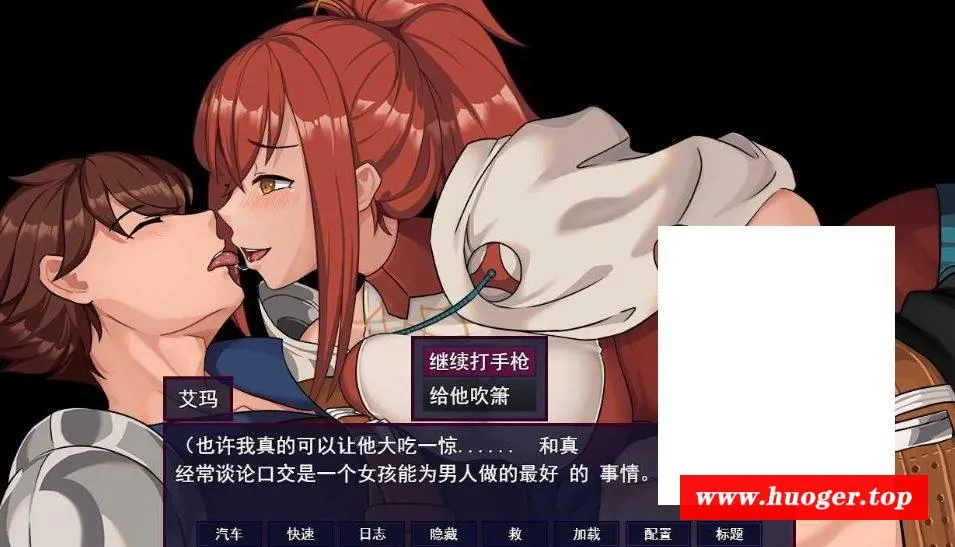 继续打手枪
给他吹箫
艾玛
（也许我真的可以让他大吃一惊...... 和真
经常谈论口交是一个女孩能为男人做的最好 的 事情。
www.huoger.top
汽车 快速 日志 隐藏 救 加载 配置 标题